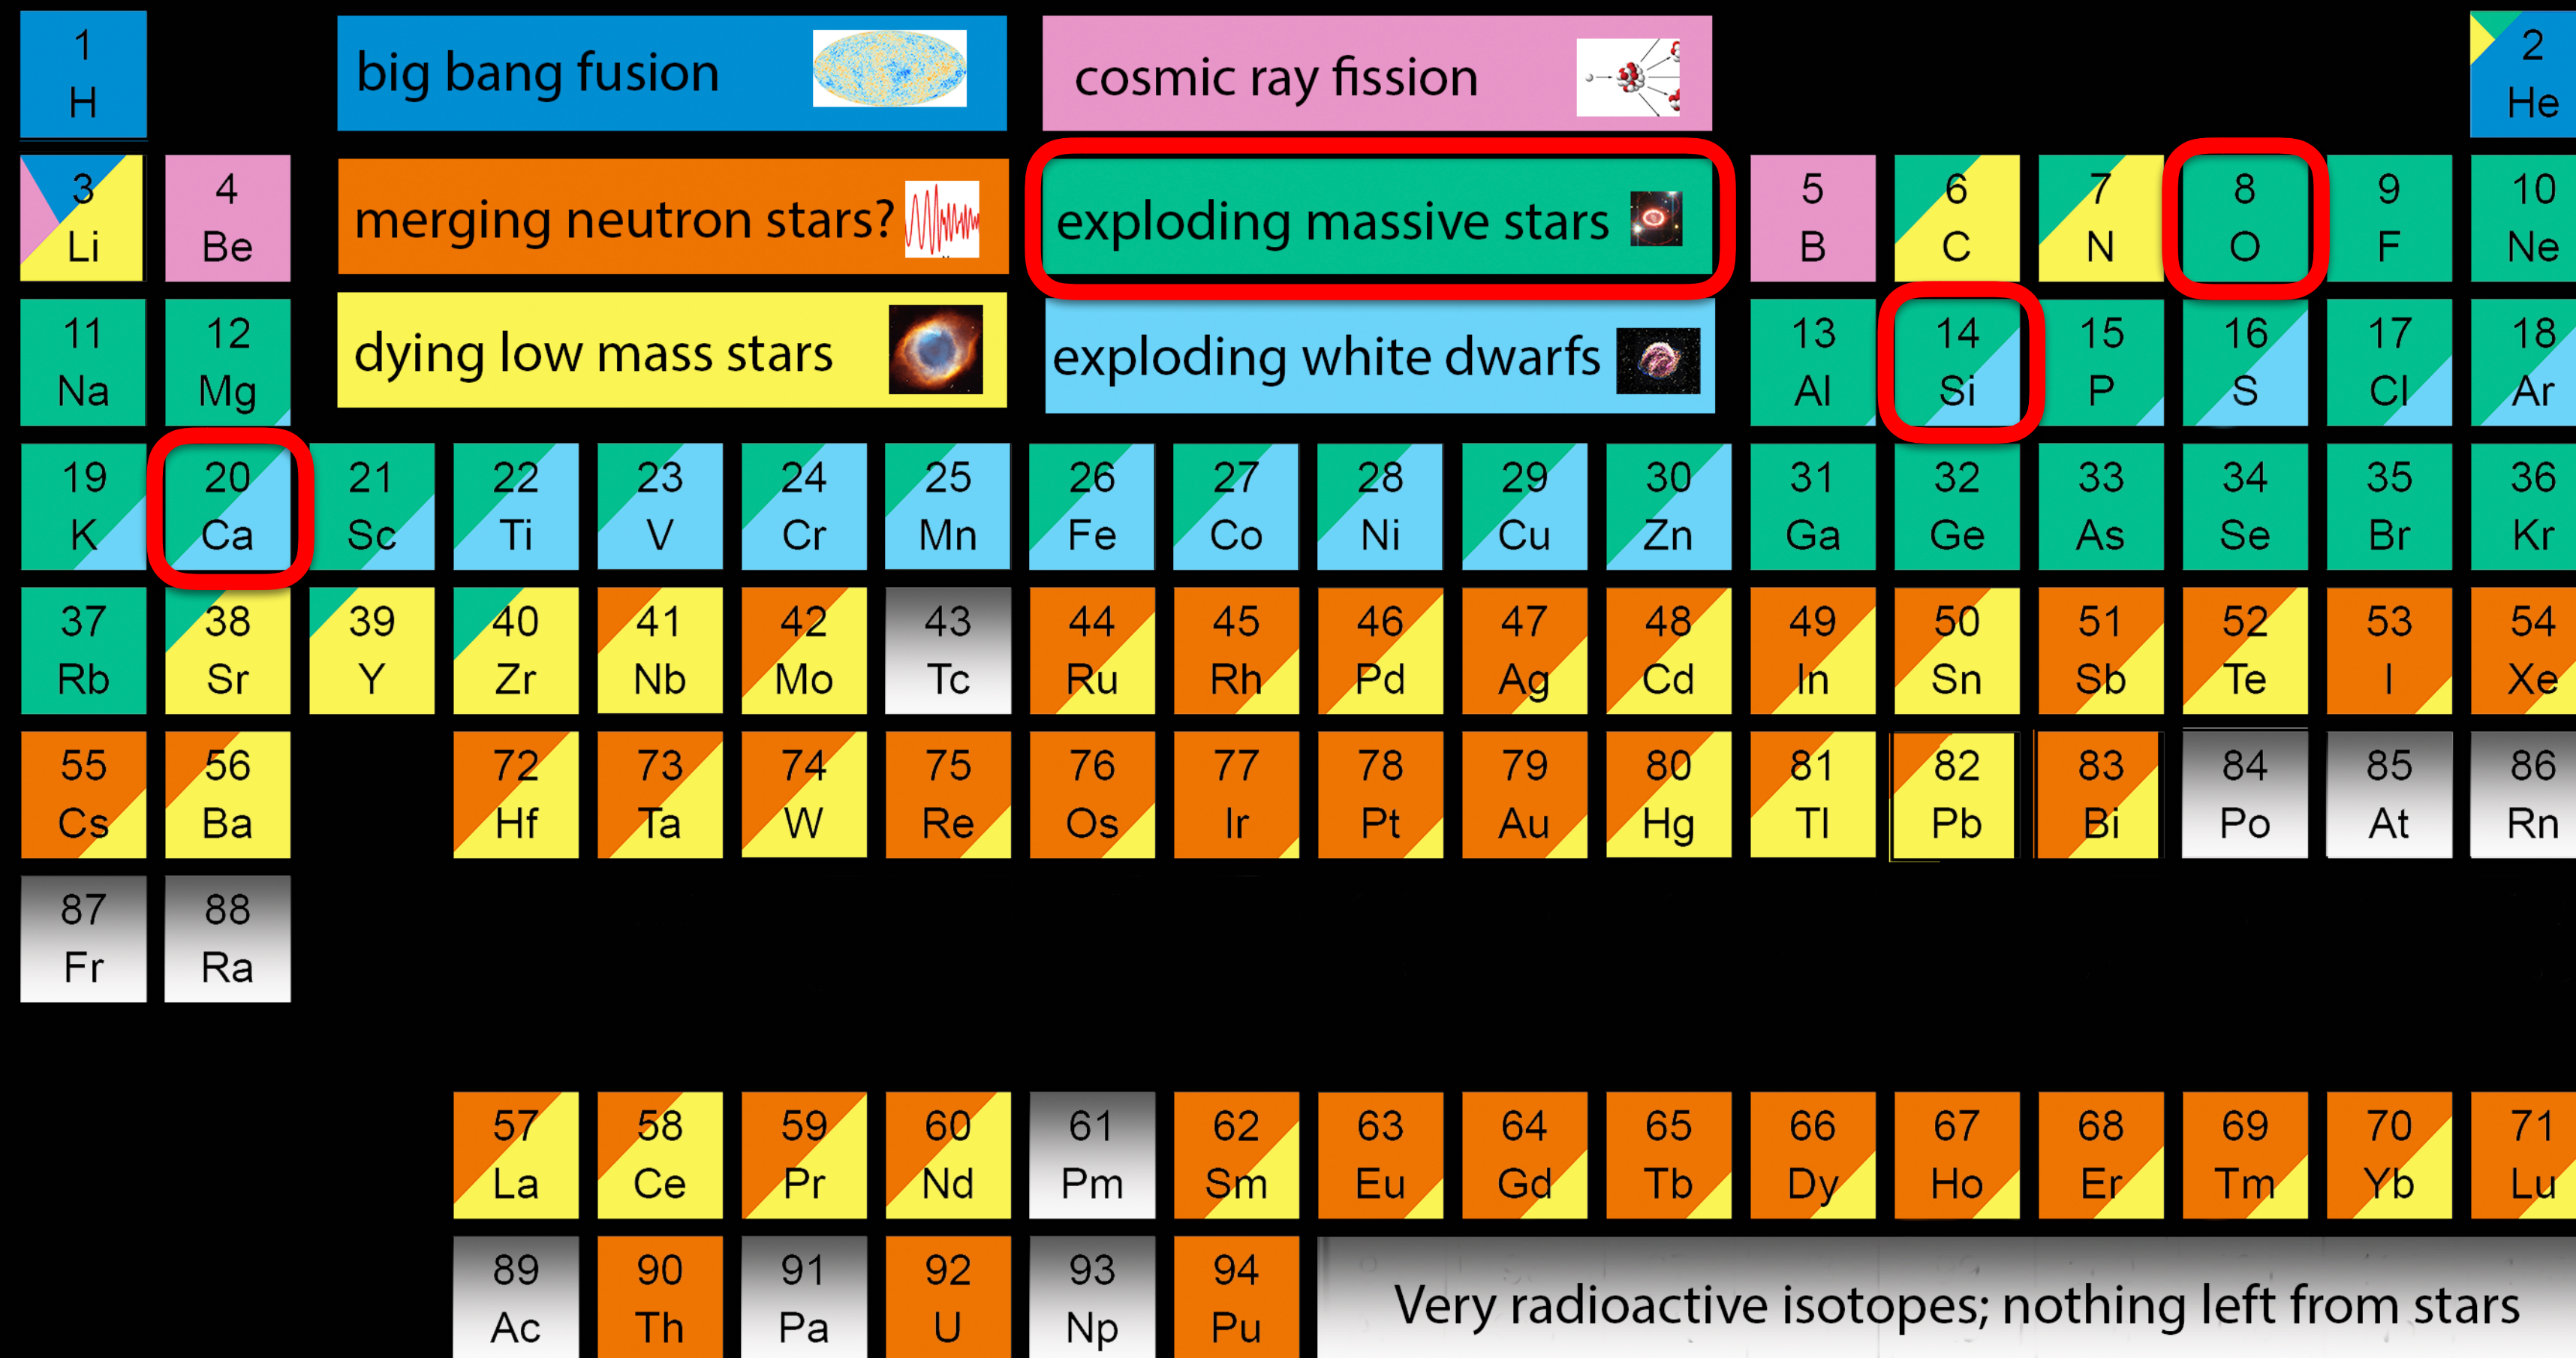 1 big bang fusion cosmic ray fission 2
H He
3 4 merging neutron stars? exploding massive stars 5 6 7 8 9 10
Li Be B C N O F Ne
11 12 dying low mass stars exploding white dwarfs 13 14 15 16 17 18
Na Mg Al Si P S Cl Ar
19 20 21 22 23 24 25 26 27 28 29 30 31 32 33 34 35 36
K Ca Sc Ti V Cr Mn Fe Co Ni Cu Zn Ga Ge As Se Br Kr
37 38 39 40 41 42 43 44 45 46 47 48 49 50 51 52 53 54
Rb Sr Y Zr Nb Mo Tc Ru Rh Pd Ag Cd In Sn Sb Te I Xe
55 56 72 73 74 75 76 77 78 79 80 81 82 83 84 85 86
Cs Ba Hf Ta W Re Os Ir Pt Au Hg Tl Pb Bi Po At Rn
87 88
Fr Ra
57 58 59 60 61 62 63 64 65 66 67 68 69 70 71
La Ce Pr Nd Pm Sm Eu Gd Tb Dy Ho Er Tm Yb Lu
89 90 91 92 93 94
Ac Th Pa U Np Pu
Very radioactive isotopes; nothing left from stars